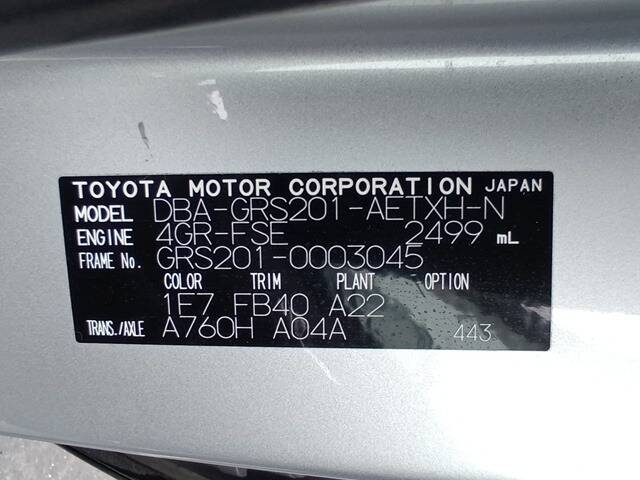 TOYOTA MOTOR CORPORATION JAPAN
MODEL DBA-GRS201-AETXH-N
ENGINE 4GR-FSE 2499 mL
FRAME No. GRS201-0003045
COLOR TRIM PLANT OPTION
1E7 FB40 A22
TRANS./AXLE A760H A04A 443